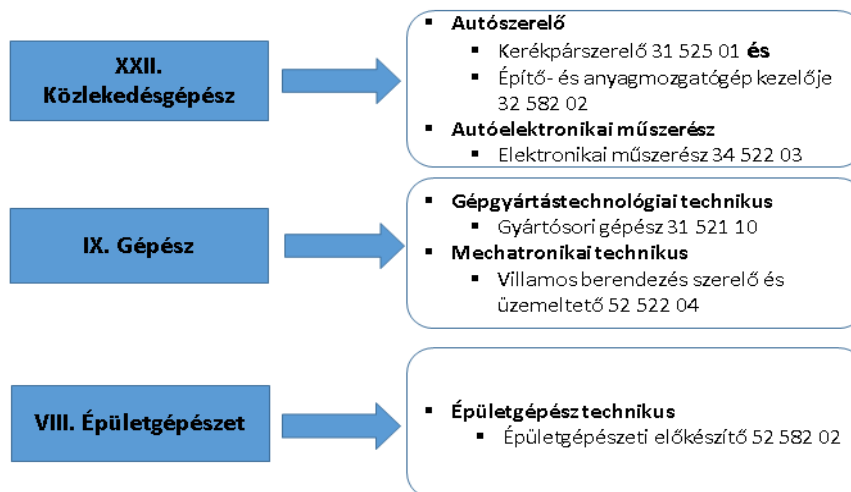 XXII.
Közlekedésgépész
▪ Autószerelő
▪ Kerékpárszerelő 31 525 01 és
▪ Építő- és anyagmozgatógép kezelője
32 582 02
▪ Autóelektronikai műszerész
▪ Elektronikai műszerész 34 522 03
IX. Gépész
▪ Gépgyártástechnológiai technikus
▪ Gyártósori gépész 31 521 10
▪ Mechatronikai technikus
▪ Villamos berendezés szerelő és
üzemeltető 52 522 04
VIII. Épületgépészet
▪ Épületgépész technikus
▪ Épületgépészeti előkészítő 52 582 02